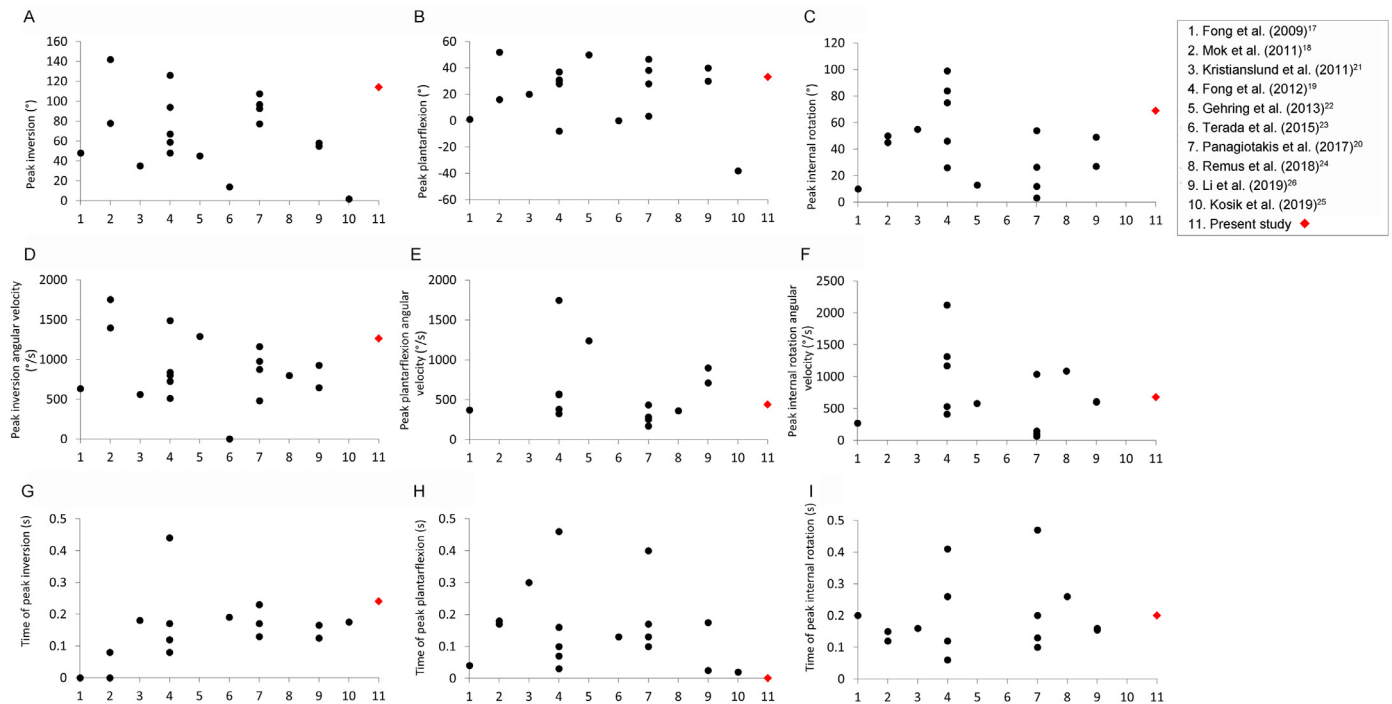 A
Peak inversion (°)
160
140
120
100
80
60
40
20
0
1 2 3 4 5 6 7 8 9 10 11
B
Peak plantarflexion (°)
60
40
20
0
-20
-40
-60
1 2 3 4 5 6 7 8 9 10 11
C
Peak internal rotation (°)
120
100
80
60
40
20
0
1 2 3 4 5 6 7 8 9 10 11
1. Fong et al. (2009)¹⁷
2. Mok et al. (2011)¹⁸
3. Kristianslund et al. (2011)²¹
4. Fong et al. (2012)¹⁹
5. Gehring et al. (2013)²²
6. Terada et al. (2015)²³
7. Panagiotakis et al. (2017)²⁰
8. Remus et al. (2018)²⁴
9. Li et al. (2019)²⁶
10. Kosik et al. (2019)²⁵
11. Present study
D
Peak inversion angular velocity
(°/s)
2000
1500
1000
500
0
1 2 3 4 5 6 7 8 9 10 11
E
Peak plantarflexion angular
velocity (°/s)
2000
1500
1000
500
0
1 2 3 4 5 6 7 8 9 10 11
F
Peak internal rotation angular
velocity (°/s)
2500
2000
1500
1000
500
0
1 2 3 4 5 6 7 8 9 10 11
G
Time of peak inversion (s)
0.5
0.4
0.3
0.2
0.1
0
1 2 3 4 5 6 7 8 9 10 11
H
Time of peak plantarflexion (s)
0.5
0.4
0.3
0.2
0.1
0
1 2 3 4 5 6 7 8 9 10 11
I
Time of peak internal rotation (s)
0.5
0.4
0.3
0.2
0.1
0
1 2 3 4 5 6 7 8 9 10 11